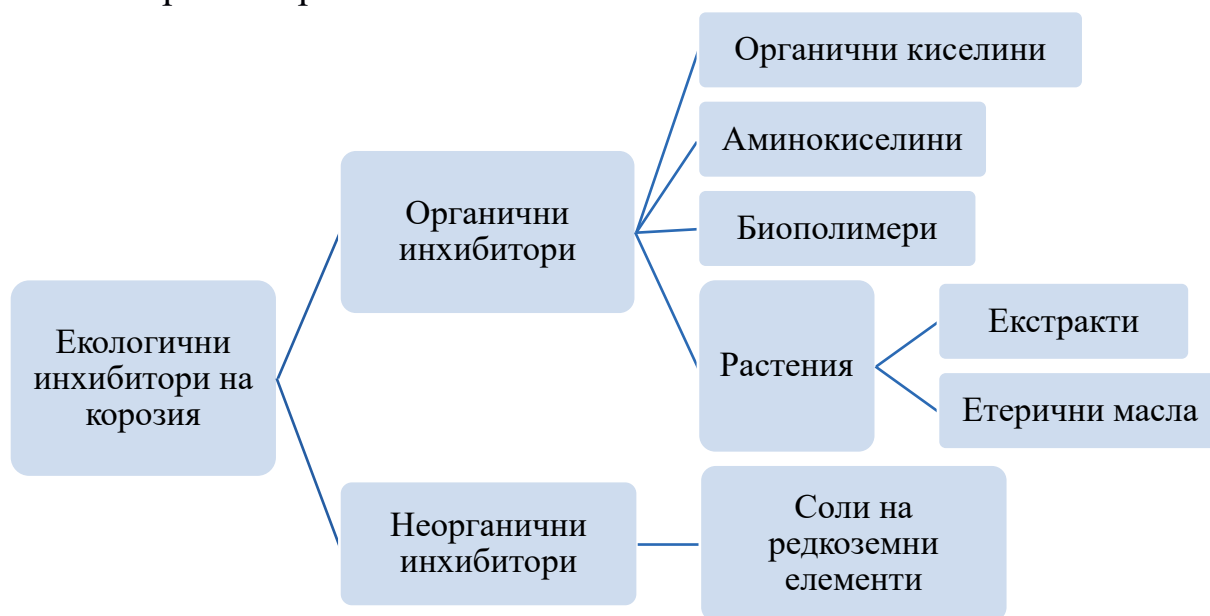 Органични киселини
Аминокиселини
Органични
инхибитори
Биополимери
Екологични
инхибитори на
корозия
Растения
Екстракти
Етерични масла
Неорганични
инхибитори
Соли на
редкоземни
елементи